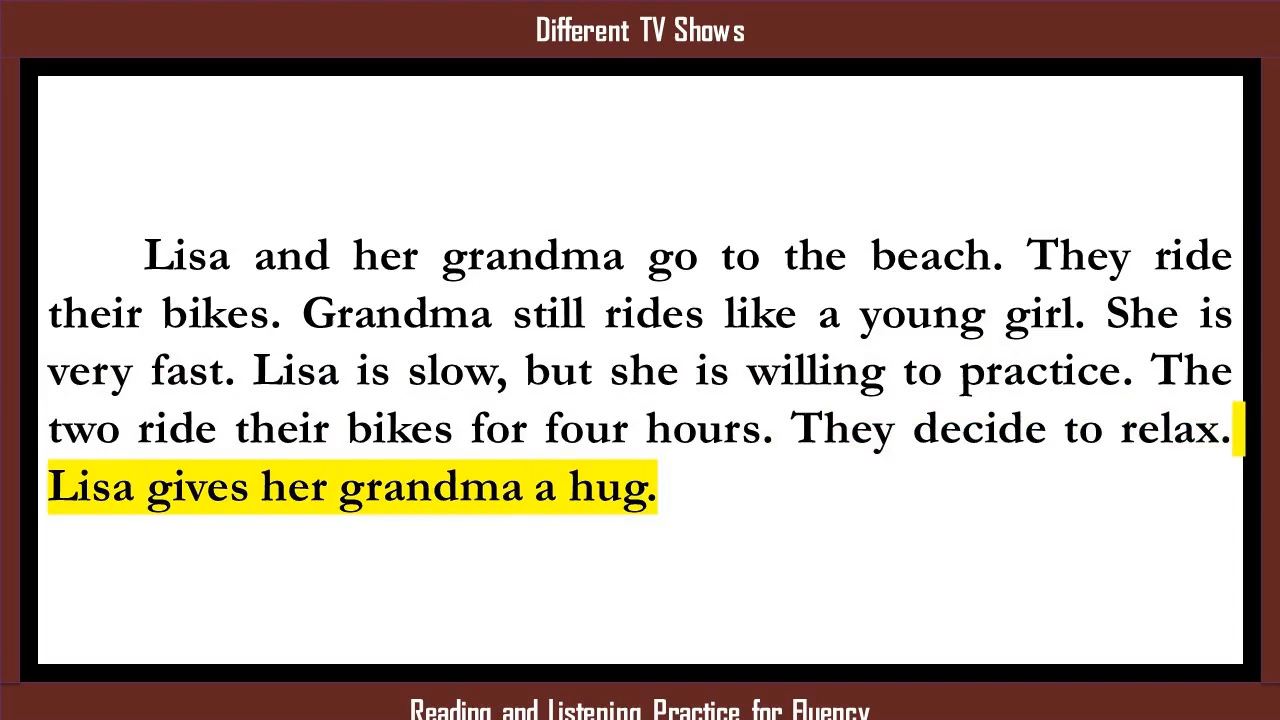 Different TV Shows
Lisa and her grandma go to the beach. They ride
their bikes. Grandma still rides like a young girl. She is
very fast. Lisa is slow, but she is willing to practice. The
two ride their bikes for four hours. They decide to relax.
Lisa gives her grandma a hug.
Reading and Listening Practice for Fluency